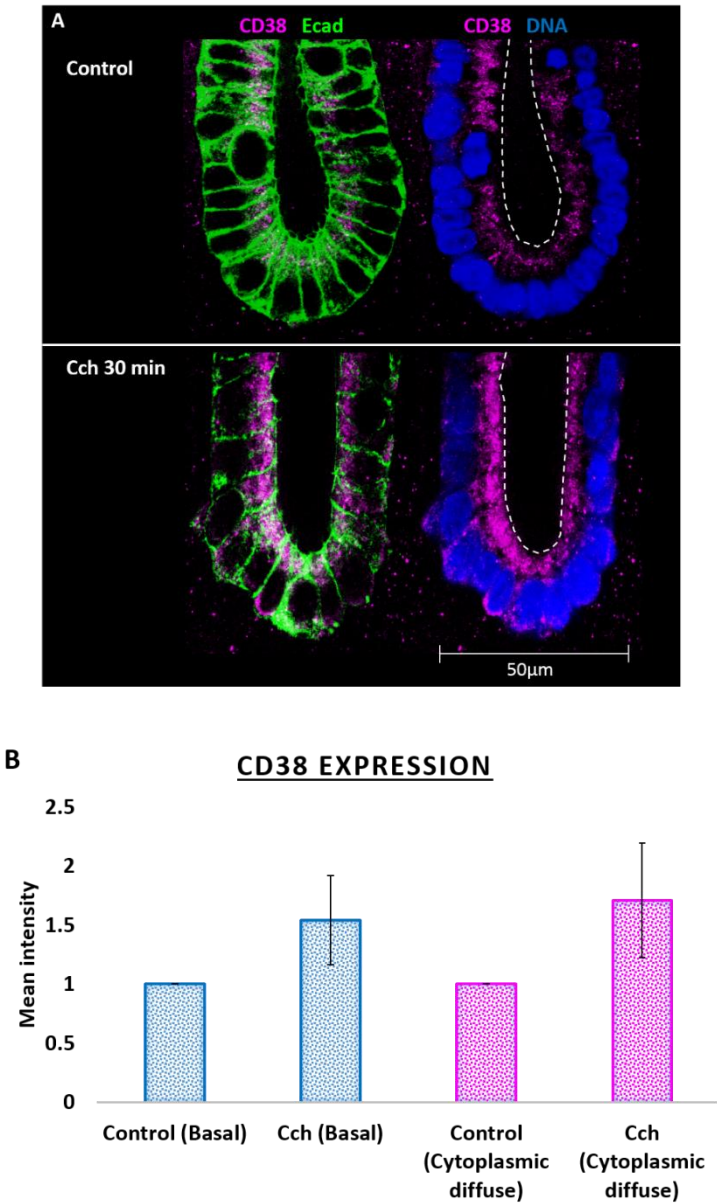 A
CD38 Ecad
CD38 DNA
Control
Cch 30 min
50µm
B
CD38 EXPRESSION
2.5
2
1.5
1
0.5
0
Mean intensity
Control (Basal)
Cch (Basal)
Control
(Cytoplasmic
diffuse)
Cch
(Cytoplasmic
diffuse)